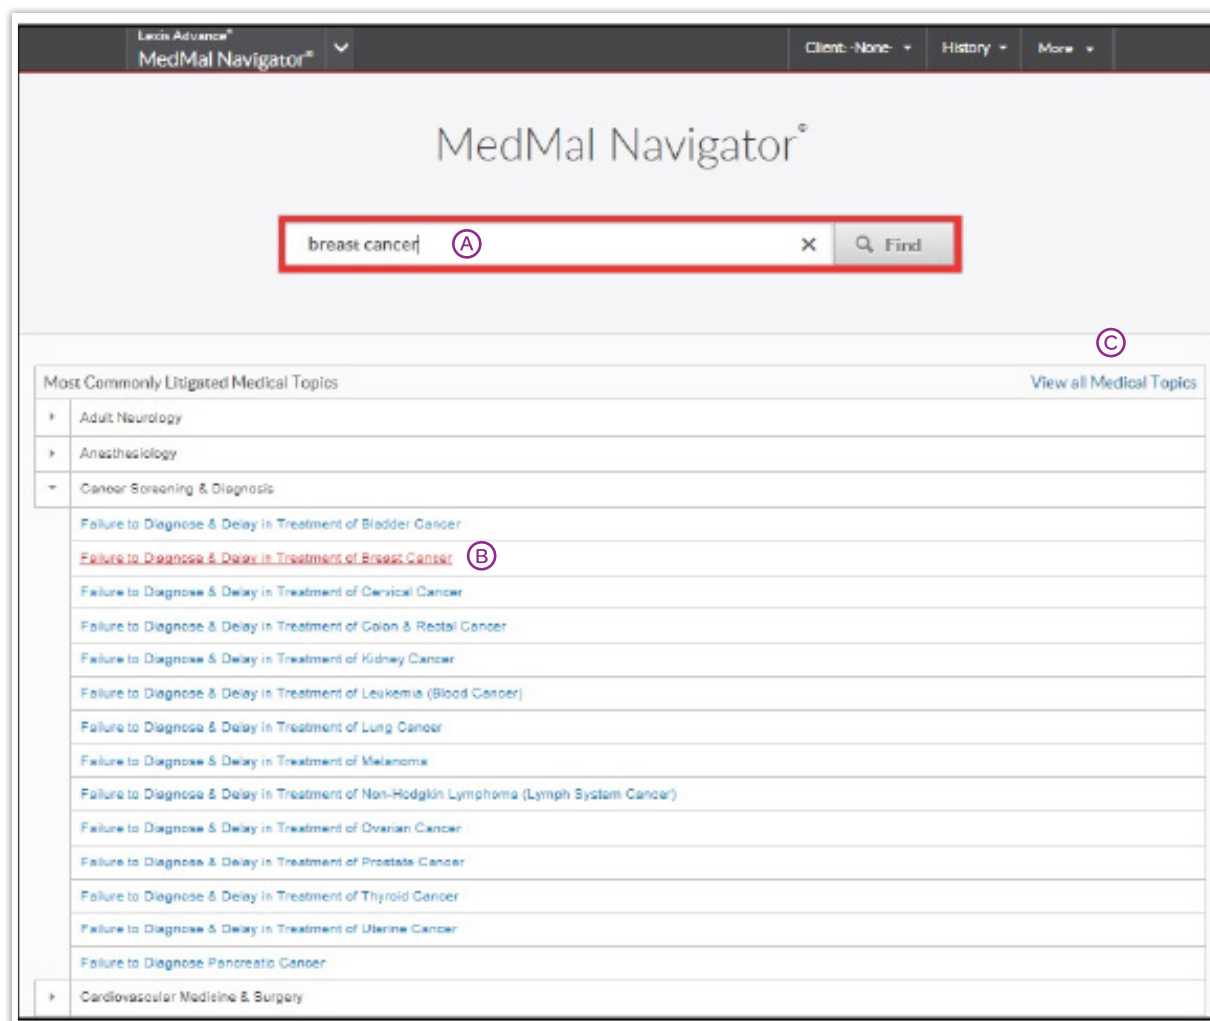 Lexis Advance®
MedMal Navigator®
Client: -None-
History
More
MedMal Navigator®
breast cancer
A
Find
C
Most Commonly Litigated Medical Topics
View all Medical Topics
Adult Neurology
Anesthesiology
Cancer Screening & Diagnosis
Failure to Diagnose & Delay in Treatment of Bladder Cancer
Failure to Diagnose & Delay in Treatment of Breast Cancer
B
Failure to Diagnose & Delay in Treatment of Cervical Cancer
Failure to Diagnose & Delay in Treatment of Colon & Rectal Cancer
Failure to Diagnose & Delay in Treatment of Kidney Cancer
Failure to Diagnose & Delay in Treatment of Leukemia (Blood Cancer)
Failure to Diagnose & Delay in Treatment of Lung Cancer
Failure to Diagnose & Delay in Treatment of Melanoma
Failure to Diagnose & Delay in Treatment of Non-Hodgkin Lymphoma (Lymph System Cancer)
Failure to Diagnose & Delay in Treatment of Ovarian Cancer
Failure to Diagnose & Delay in Treatment of Prostate Cancer
Failure to Diagnose & Delay in Treatment of Thyroid Cancer
Failure to Diagnose & Delay in Treatment of Uterine Cancer
Failure to Diagnose Pancreatic Cancer
Cardiovascular Medicine & Surgery